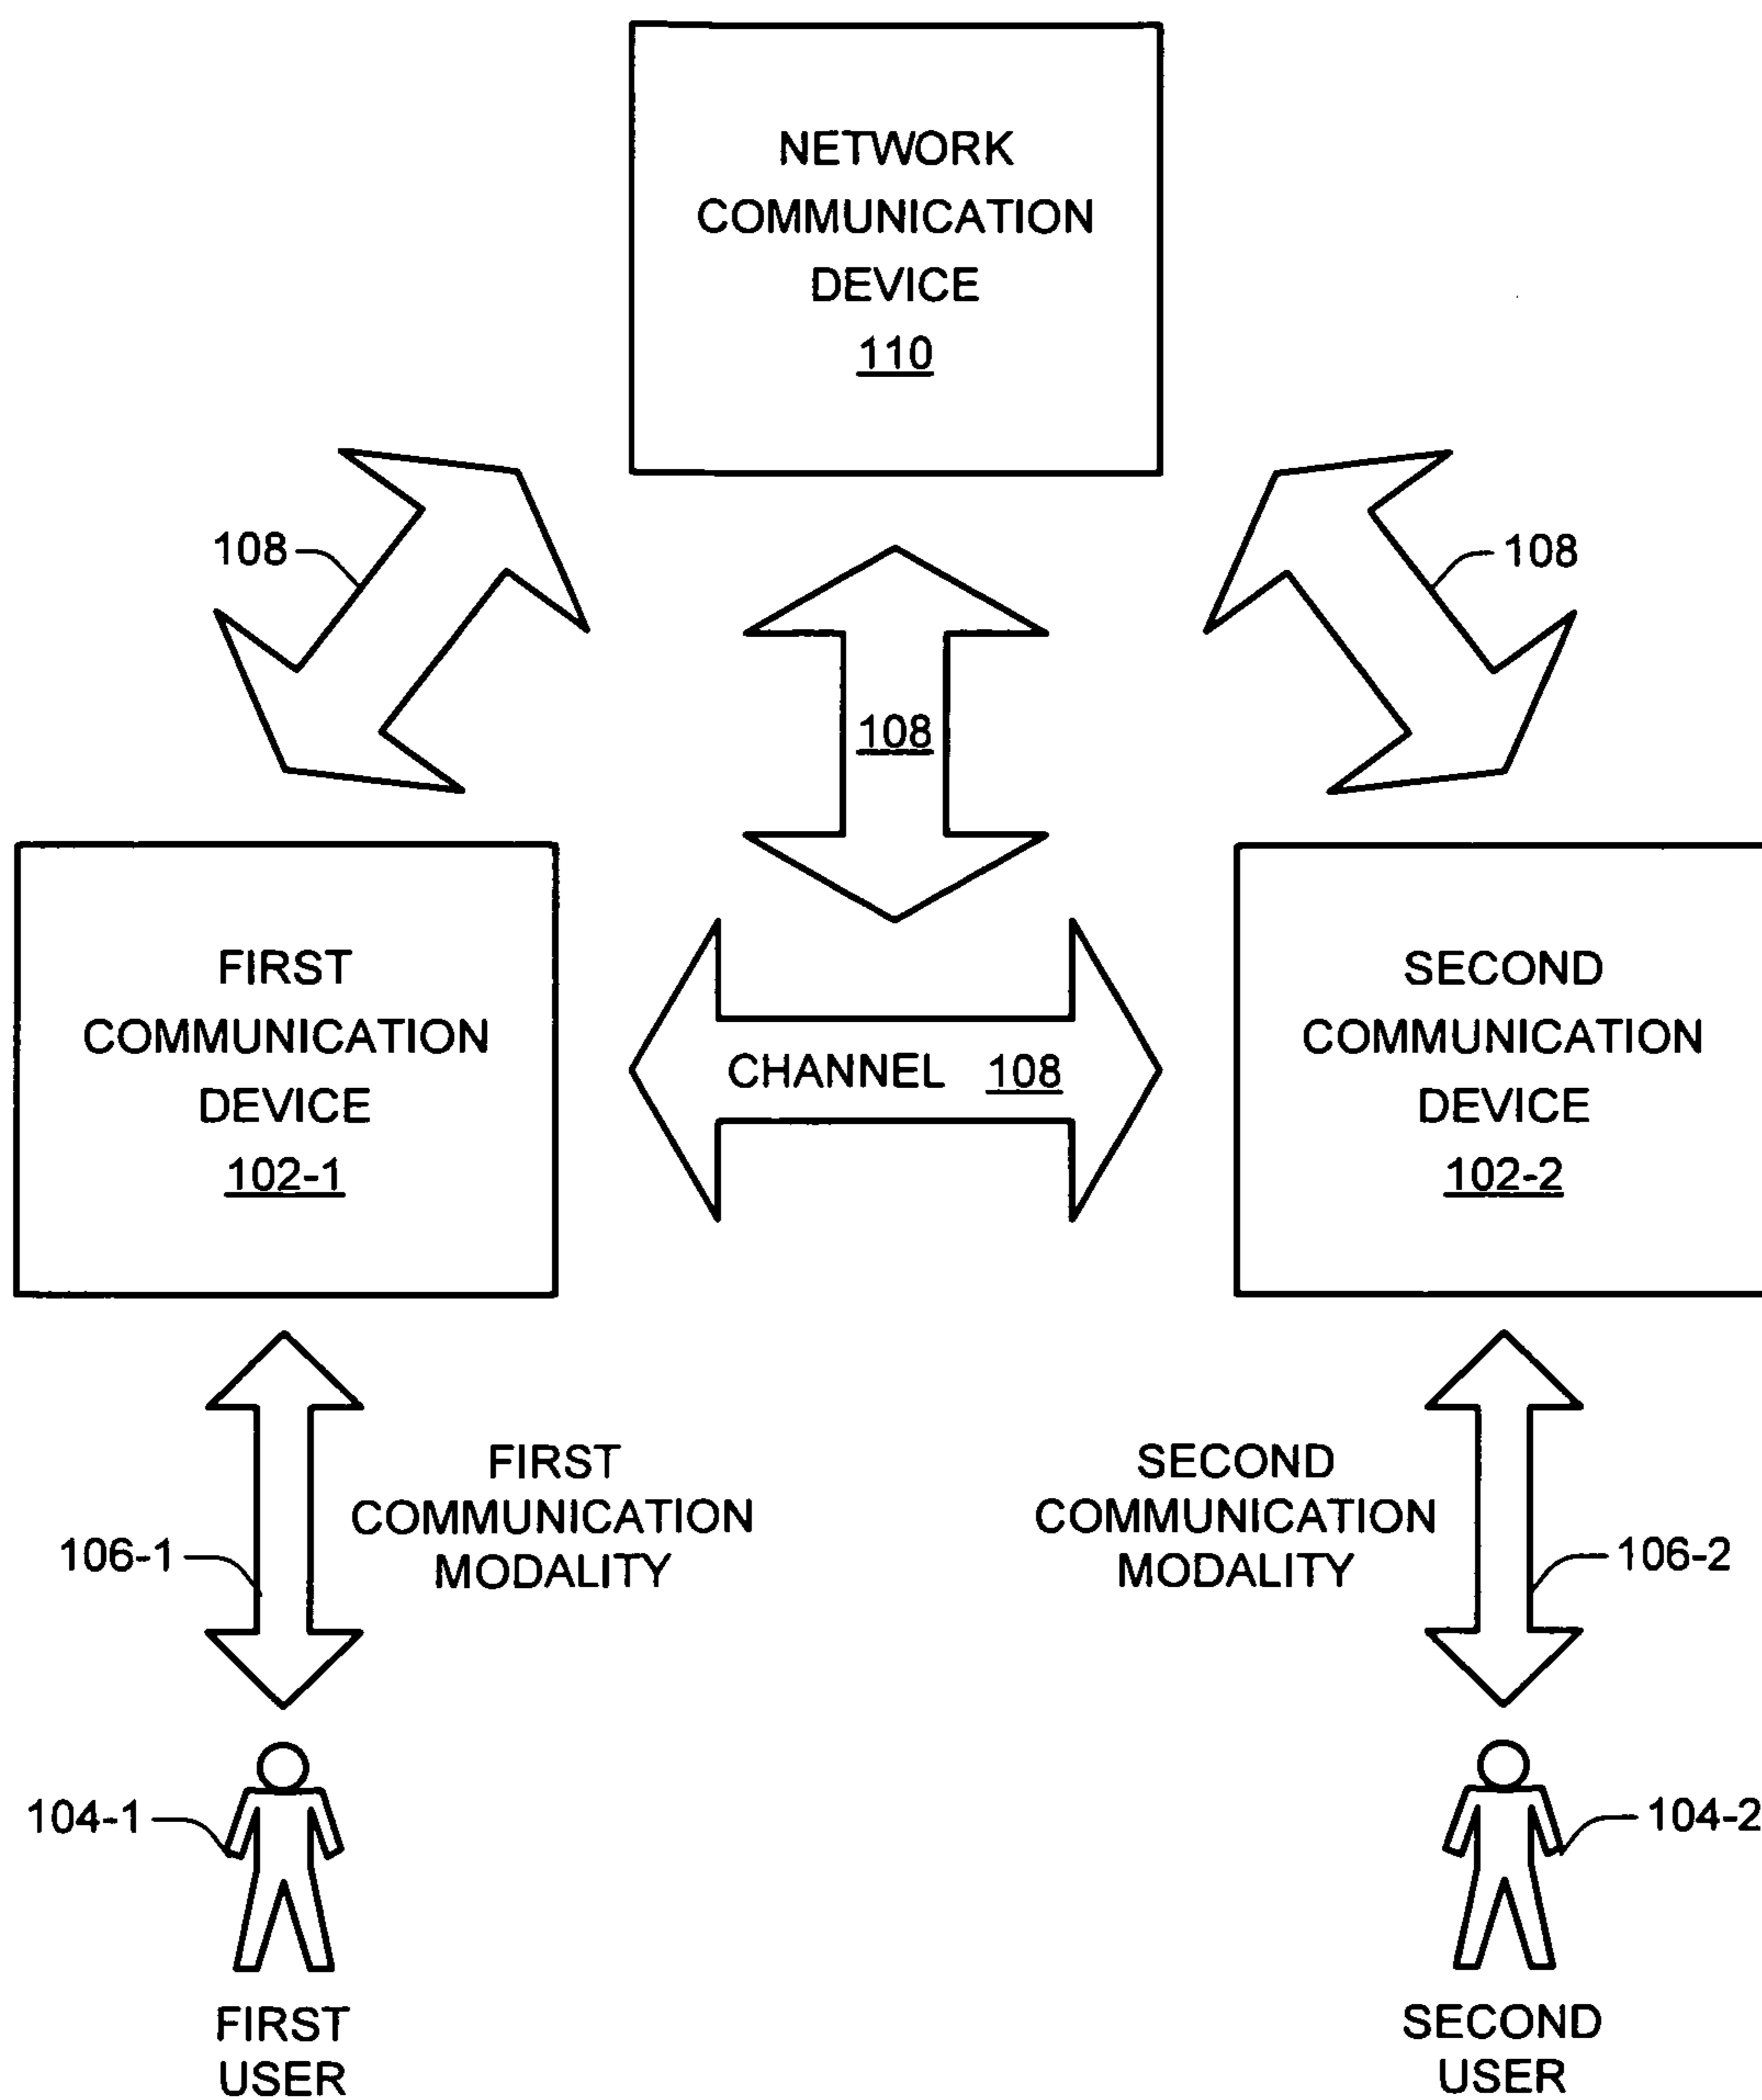 NETWORK
COMMUNICATION
DEVICE
110
108
108
108
FIRST
COMMUNICATION
DEVICE
102-1
CHANNEL 108
SECOND
COMMUNICATION
DEVICE
102-2
FIRST
COMMUNICATION
MODALITY
106-1
SECOND
COMMUNICATION
MODALITY
106-2
104-1
104-2
FIRST
USER
SECOND
USER